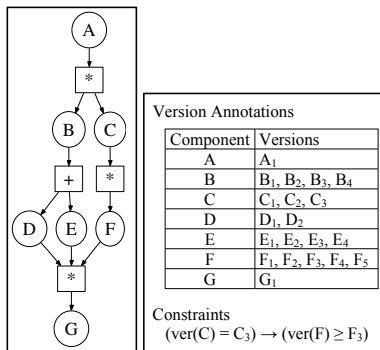 A
*
B C
+ *
D E F
*
G
Version Annotations
Component Versions
A A₁
B B₁, B₂, B₃, B₄
C C₁, C₂, C₃
D D₁, D₂
E E₁, E₂, E₃, E₄
F F₁, F₂, F₃, F₄, F₅
G G₁
Constraints
(ver(C) = C₃) → (ver(F) ≥ F₃)